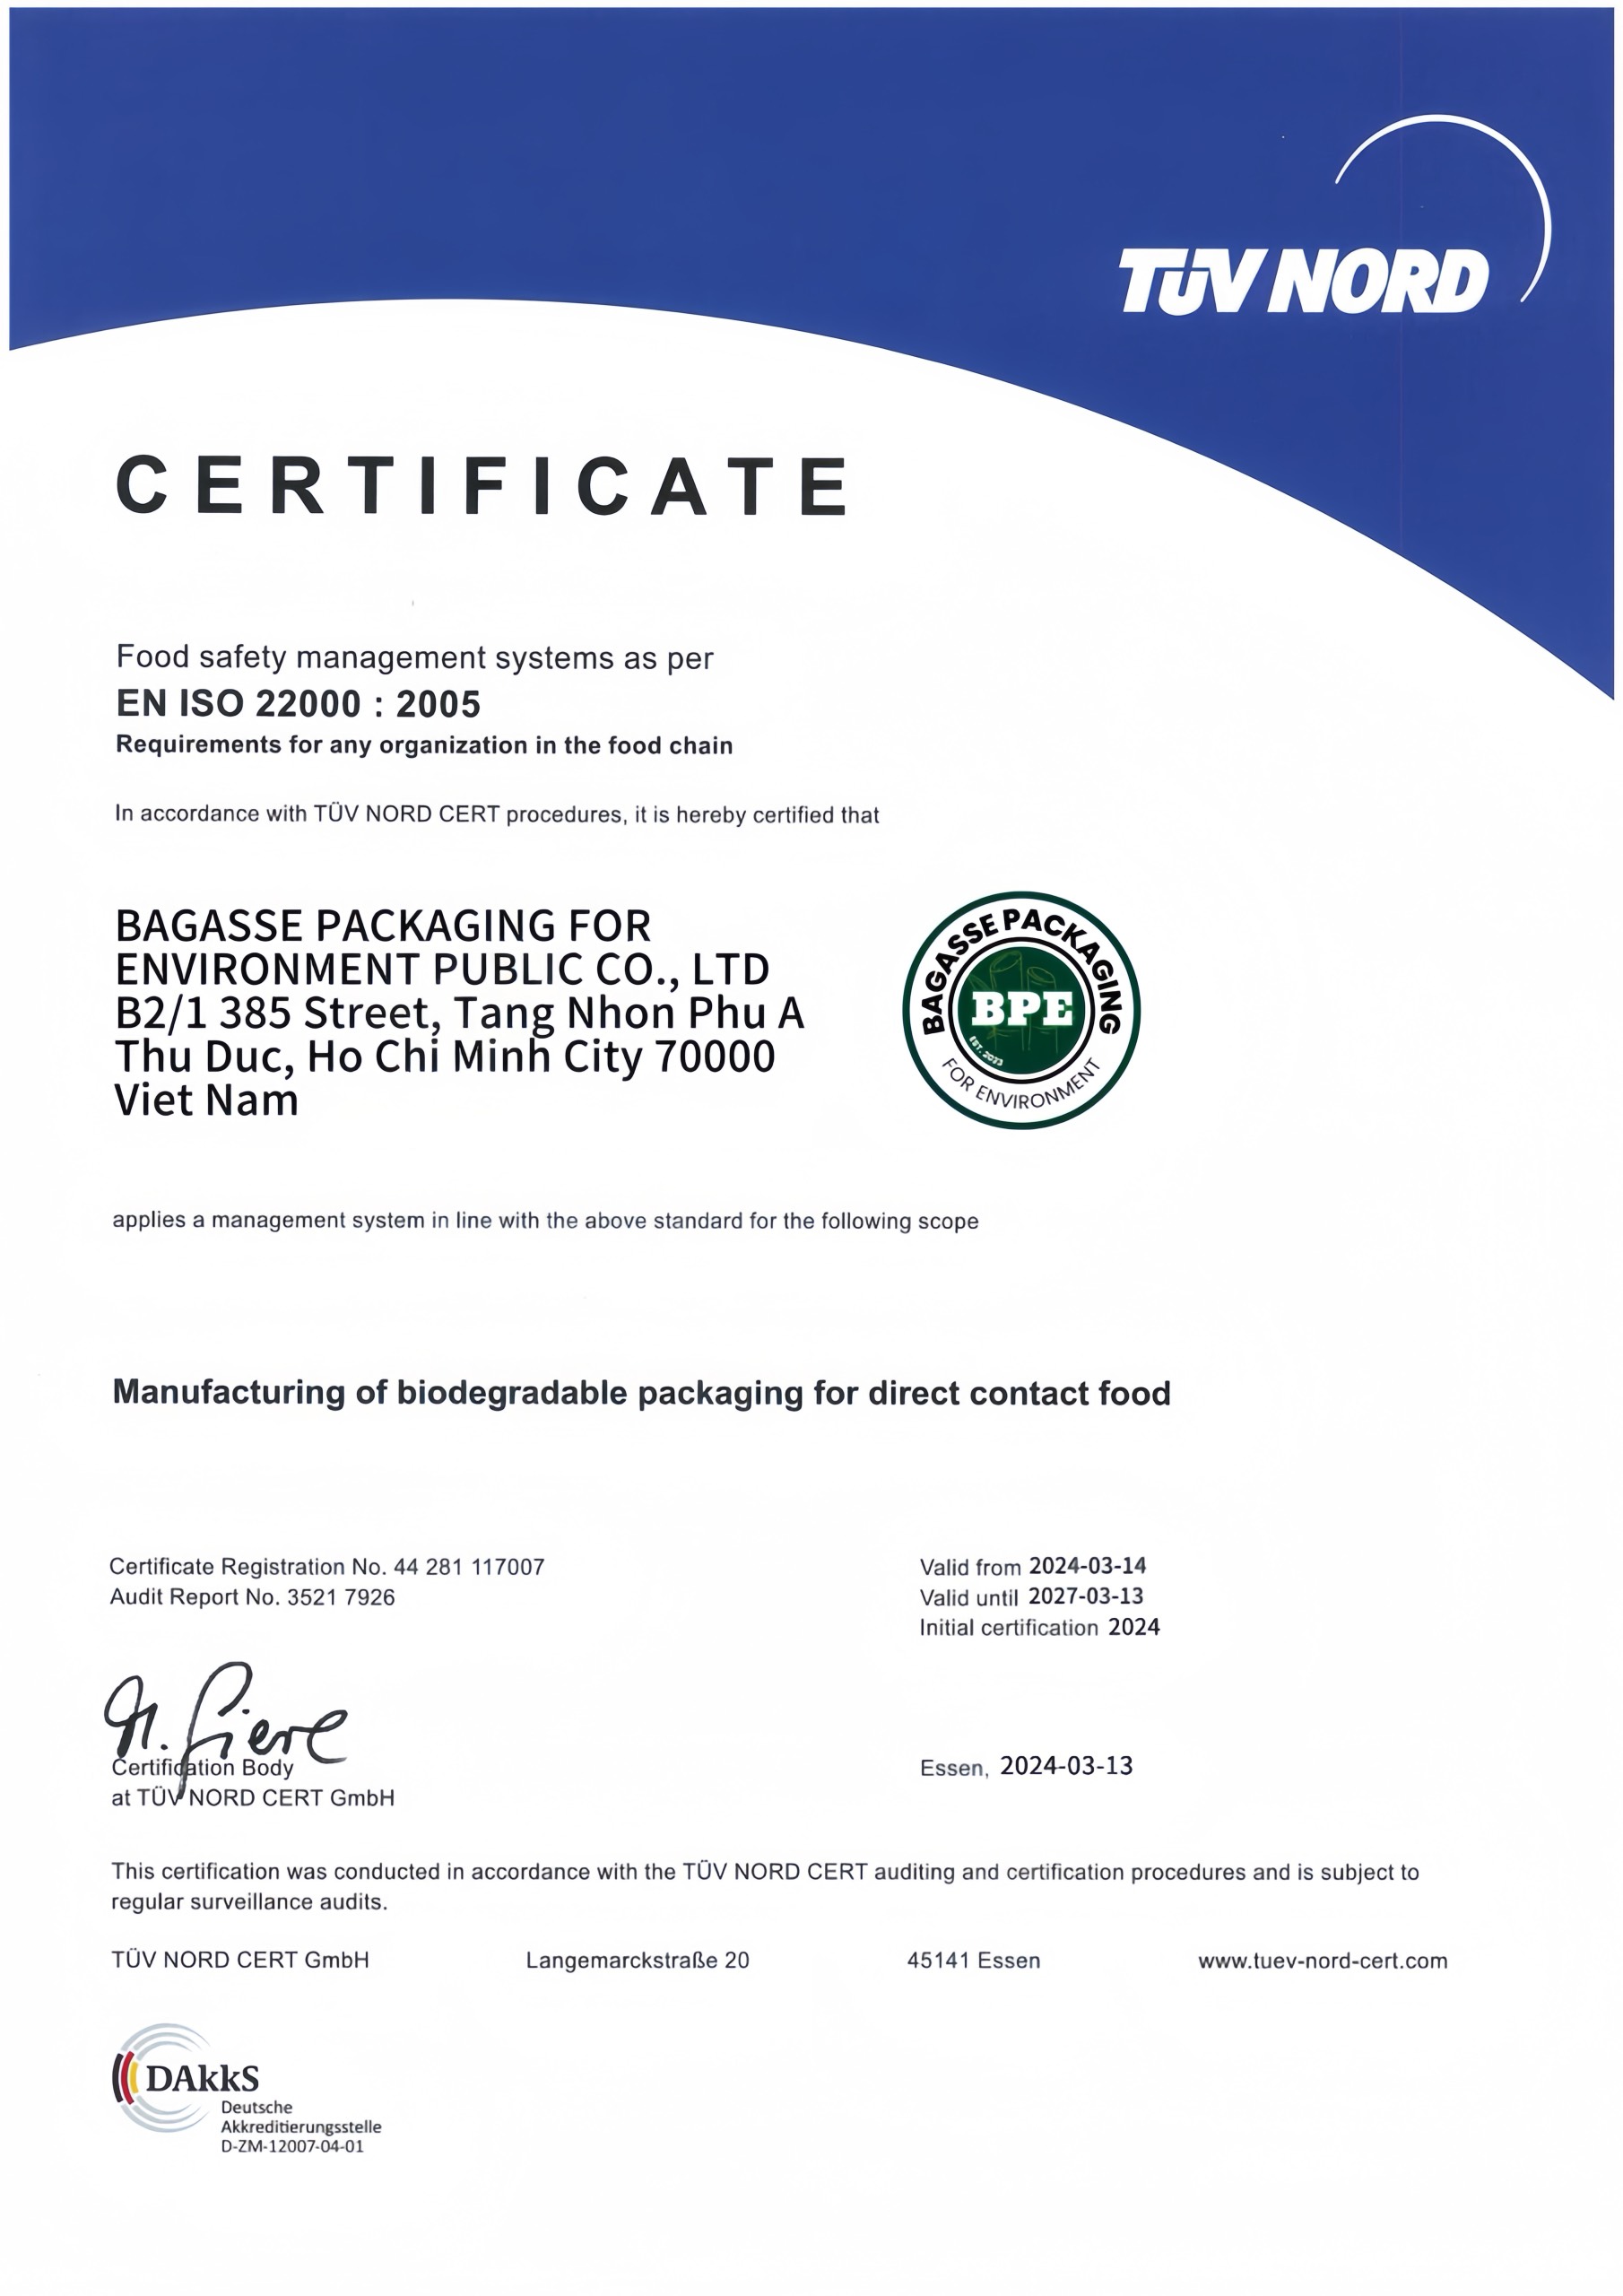 TÜV NORD
CERTIFICATE
Food safety management systems as per
EN ISO 22000 : 2005
Requirements for any organization in the food chain
In accordance with TÜV NORD CERT procedures, it is hereby certified that
BAGASSE PACKAGING FOR
ENVIRONMENT PUBLIC CO., LTD
B2/1 385 Street, Tang Nhon Phu A
Thu Duc, Ho Chi Minh City 70000
Viet Nam
BAGASSE PACKAGING
BPE
EST. 2023
FOR ENVIRONMENT
applies a management system in line with the above standard for the following scope
Manufacturing of biodegradable packaging for direct contact food
Certificate Registration No. 44 281 117007
Audit Report No. 3521 7926
Valid from 2024-03-14
Valid until 2027-03-13
Initial certification 2024
Certification Body
at TÜV NORD CERT GmbH
Essen, 2024-03-13
This certification was conducted in accordance with the TÜV NORD CERT auditing and certification procedures and is subject to
regular surveillance audits.
TÜV NORD CERT GmbH Langemarckstraße 20 45141 Essen www.tuev-nord-cert.com
DAkkS
Deutsche
Akkreditierungsstelle
D-ZM-12007-04-01